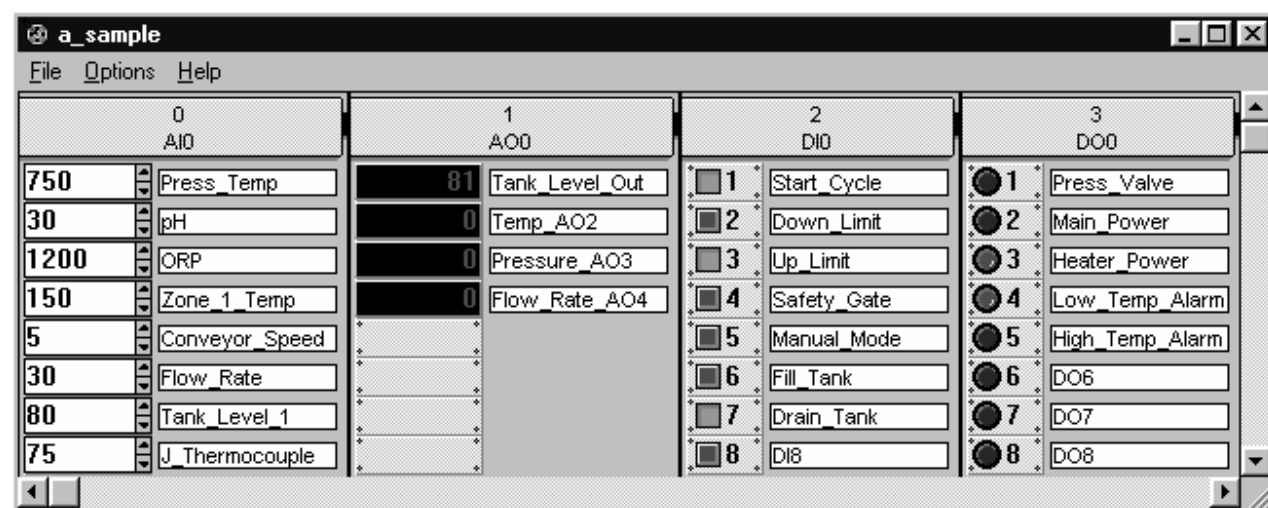 a_sample
File Options Help
0 1 2 3
AI0 AO0 DI0 DO0
750 Press_Temp 81 Tank_Level_Out 1 Start_Cycle 1 Press_Valve
30 pH 0 Temp_AO2 2 Down_Limit 2 Main_Power
1200 ORP 0 Pressure_AO3 3 Up_Limit 3 Heater_Power
150 Zone_1_Temp 0 Flow_Rate_AO4 4 Safety_Gate 4 Low_Temp_Alarm
5 Conveyor_Speed 5 Manual_Mode 5 High_Temp_Alarm
30 Flow_Rate 6 Fill_Tank 6 DO6
80 Tank_Level_1 7 Drain_Tank 7 DO7
75 J_Thermocouple 8 DI8 8 DO8